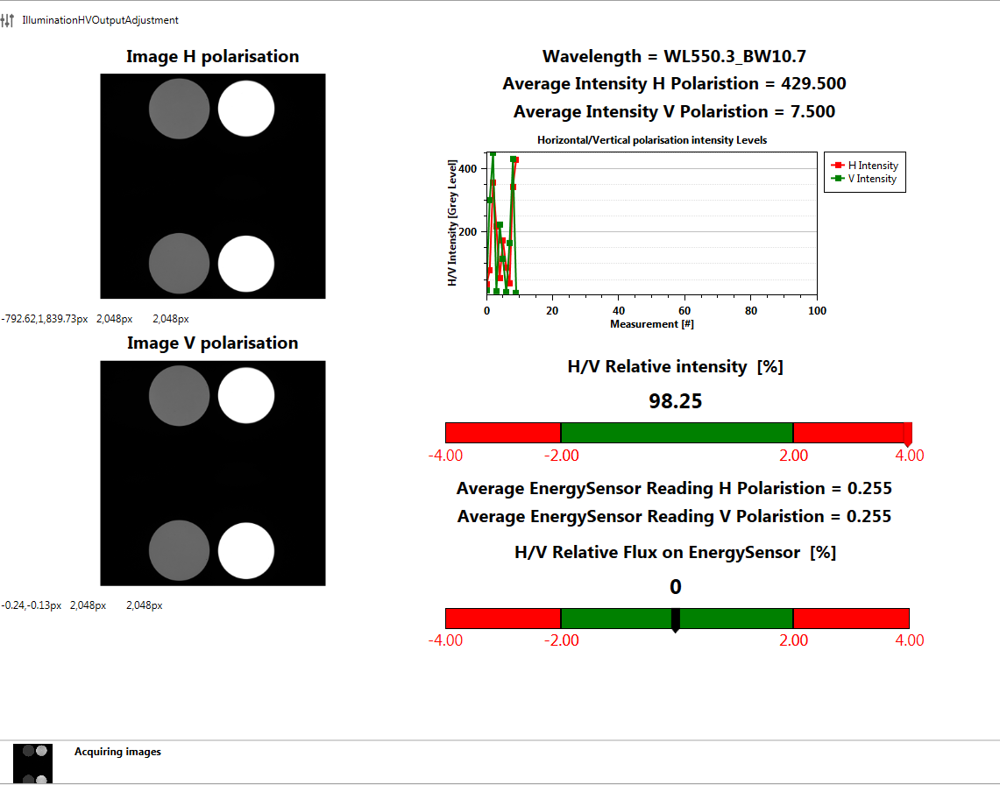 IlluminationHVOutputAdjustment
Image H polarisation
-792.62,1,839.73px 2,048px 2,048px
Image V polarisation
-0.24,-0.13px 2,048px 2,048px
Wavelength = WL550.3_BW10.7
Average Intensity H Polaristion = 429.500
Average Intensity V Polaristion = 7.500
Horizontal/Vertical polarisation intensity Levels
H/V Intensity [Grey Level]
400
200
0 20 40 60 80 100
Measurement [#]
H Intensity
V Intensity
H/V Relative intensity [%]
98.25
-4.00 -2.00 2.00 4.00
Average EnergySensor Reading H Polaristion = 0.255
Average EnergySensor Reading V Polaristion = 0.255
H/V Relative Flux on EnergySensor [%]
0
-4.00 -2.00 2.00 4.00
Acquiring images